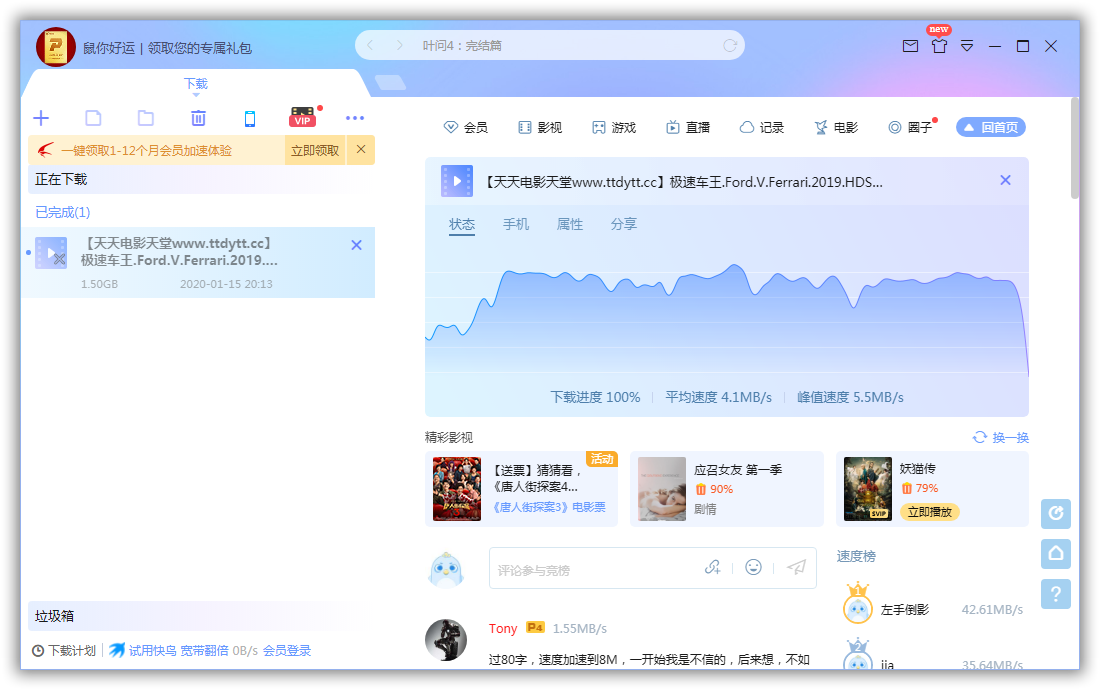 鼠你好运 | 领取您的专属礼包
叶问4：完结篇
new
下载
VIP
一键领取1-12个月会员加速体验
立即领取
正在下载
已完成(1)
【天天电影天堂www.ttdytt.cc】
极速车王.Ford.V.Ferrari.2019....
1.50GB
2020-01-15 20:13
垃圾箱
下载计划
试用快鸟 宽带翻倍 0B/s 会员登录
会员
影视
游戏
直播
记录
电影
圈子
回首页
【天天电影天堂www.ttdytt.cc】极速车王.Ford.V.Ferrari.2019.HDS...
状态
手机
属性
分享
下载进度 100%
平均速度 4.1MB/s
峰值速度 5.5MB/s
精彩影视
换一换
活动
【送票】猜猜看，
《唐人街探案4...
《唐人街探案3》电影票
应召女友 第一季
90%
剧情
妖猫传
79%
SVIP
立即播放
评论参与竞榜
Tony P4 1.55MB/s
过80字，速度加速到8M，一开始我是不信的，后来想，不如
速度榜
1
左手倒影
42.61MB/s
2
jia
35.64MB/s
?